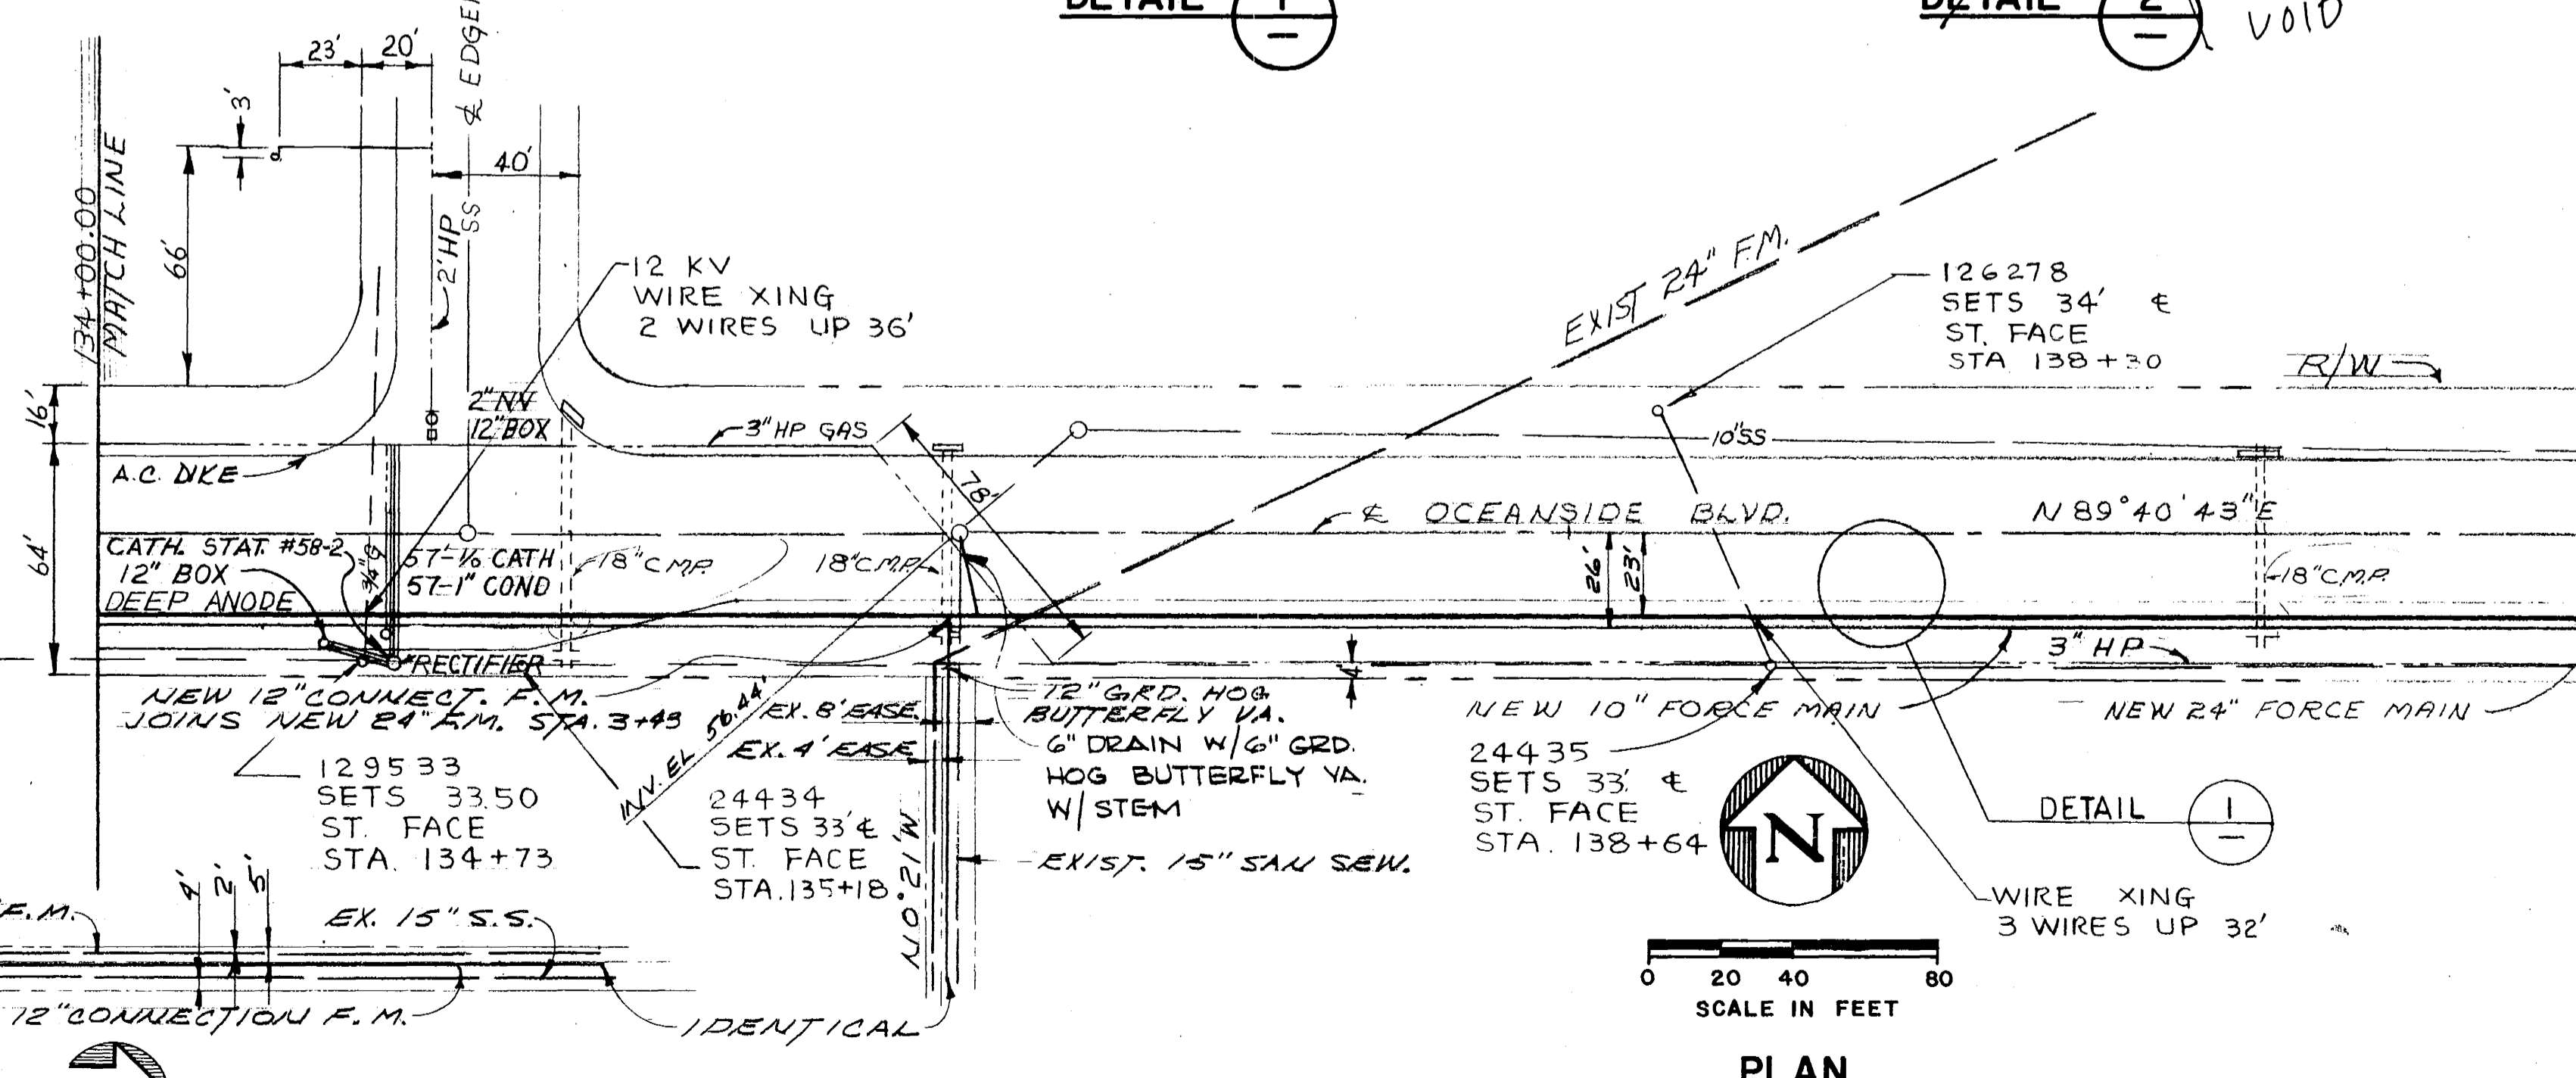 DETAIL 1
DETAIL 2
VOID
23'
20'
℄ EDGE
3'
40'
66'
134+00.00
MATCH LINE
2" HP
SS
12 KV
WIRE XING
2 WIRES UP 36'
EXIST 24" F.M.
126278
SETS 34' ℄
ST. FACE
STA 138+30
R/W
16'
2" NV
12" BOX
3" HP GAS
10" SS
A.C. DIKE
78'
℄ OCEANSIDE BLVD.
N 89°40'43" E
64'
CATH. STAT. #58-2
12" BOX
DEEP ANODE
3/4" G
57'-1/6 CATH
57-1" COND
18" C.M.P.
18" C.M.P.
26'
23'
18" C.M.P.
RECTIFIER
4'
3" HP
NEW 12" CONNECT. F.M.
JOINS NEW 24" F.M. STA. 3+43
INV. EL 56.44'
EX. 8' EASE.
EX. 4' EASE
12" GRD. HOG
BUTTERFLY VA.
6" DRAIN W/6" GRD.
HOG BUTTERFLY VA.
W/STEM
NEW 10" FORCE MAIN
NEW 24" FORCE MAIN
129533
SETS 33.50
ST. FACE
STA. 134+73
24434
SETS 33' ℄
ST. FACE
STA. 135+18
N0°21'W
EXIST. 15" SAN SEW.
24435
SETS 33' ℄
ST. FACE
STA. 138+64
N
DETAIL 1
WIRE XING
3 WIRES UP 32'
F.M.
4'
2'
5'
EX. 15" S.S.
12" CONNECTION F.M.
IDENTICAL
0 20 40 80
SCALE IN FEET
PLAN